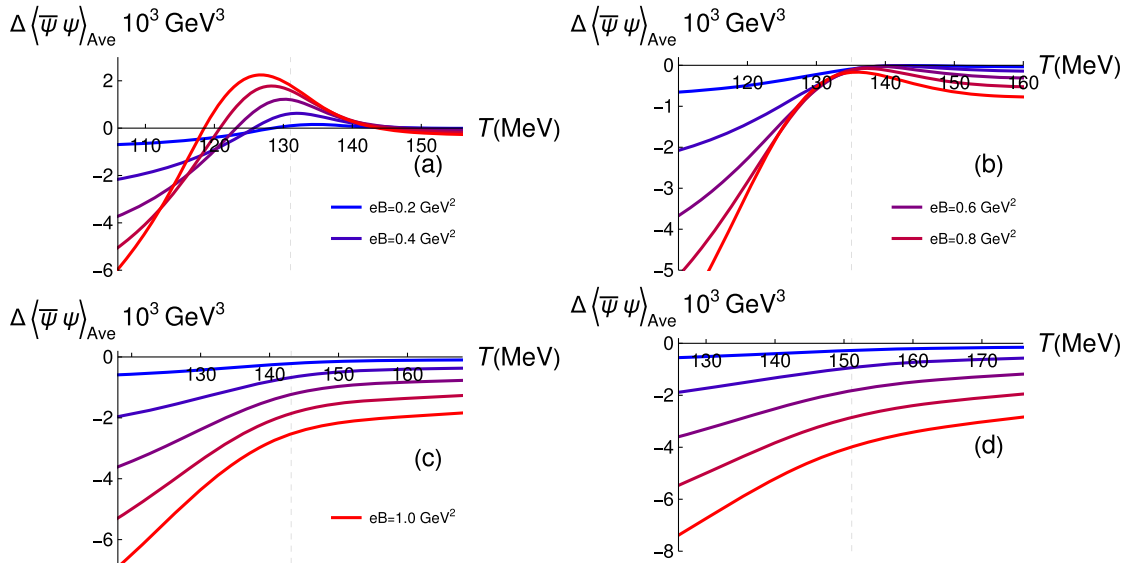 Δ⟨ψ̅ ψ⟩Ave 10³ GeV³
2
0
−2
−4
−6
110 120 130 140 150
T(MeV)
(a)
eB=0.2 GeV²
eB=0.4 GeV²
Δ⟨ψ̅ ψ⟩Ave 10³ GeV³
0
−1
−2
−3
−4
−5
120 130 140 150 160
T(MeV)
(b)
eB=0.6 GeV²
eB=0.8 GeV²
Δ⟨ψ̅ ψ⟩Ave 10³ GeV³
0
−2
−4
−6
120 130 140 150 160
T(MeV)
(c)
eB=1.0 GeV²
Δ⟨ψ̅ ψ⟩Ave 10³ GeV³
0
−2
−4
−6
−8
130 140 150 160 170
T(MeV)
(d)